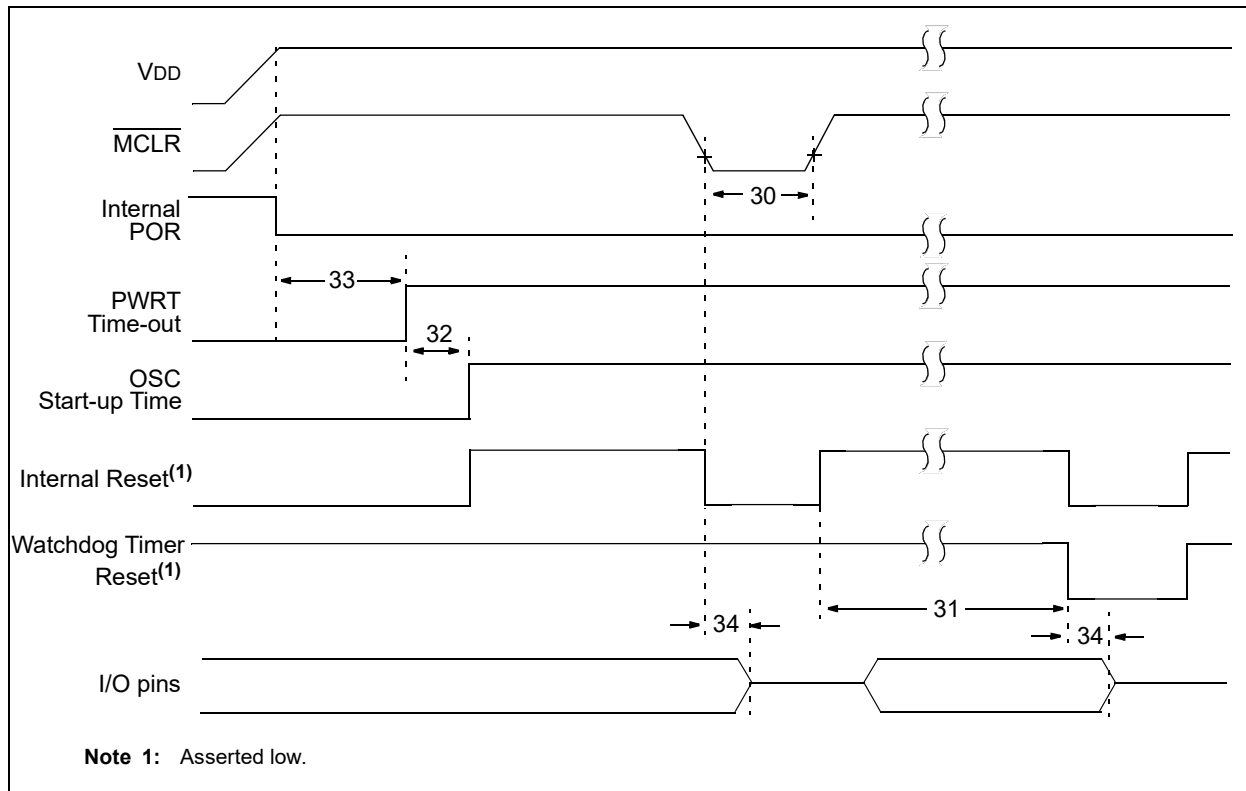 VDD
MCLR
30
Internal
POR
33
PWRT
Time-out
32
OSC
Start-up Time
Internal Reset(1)
Watchdog Timer
Reset(1)
31
34
34
I/O pins
Note 1: Asserted low.